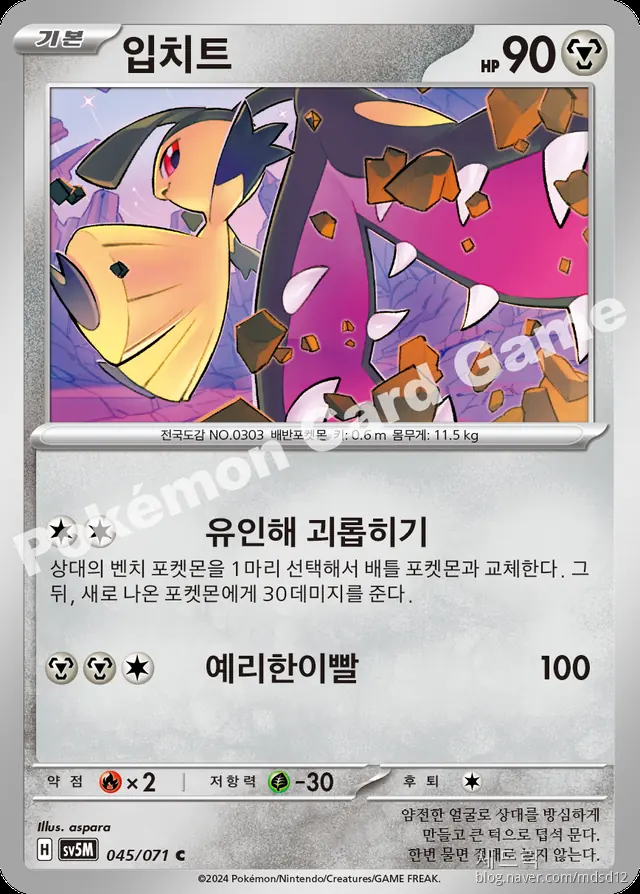 기본
입치트 HP 90
전국도감 NO.0303 배반포켓몬 키: 0.6 m 몸무게: 11.5 kg
유인해 괴롭히기
상대의 벤치 포켓몬을 1마리 선택해서 배틀 포켓몬과 교체한다. 그
뒤, 새로 나온 포켓몬에게 30데미지를 준다.
예리한이빨 100
약점 ×2 저항력 -30 후퇴
Illus. aspara
얌전한 얼굴로 상대를 방심하게
만들고 큰 턱으로 덥석 문다.
한번 물면 절대 놓지 않는다.
H SV5M 045/071 C
©2024 Pokémon/Nintendo/Creatures/GAME FREAK.
Pokémon Card Game
blog.naver.com/mdsd12